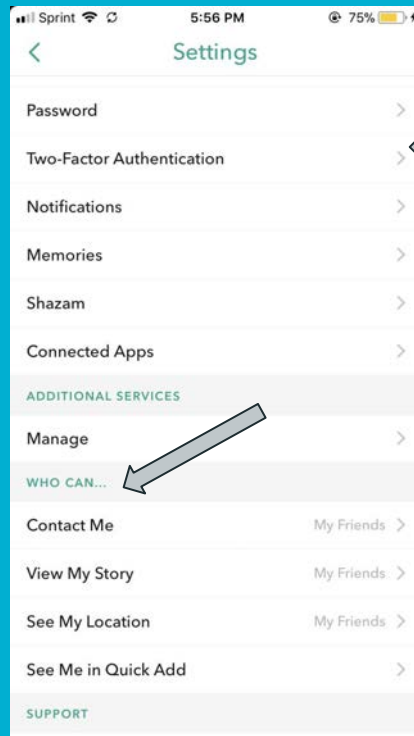 Sprint 5:56 PM 75%
Settings
Password
Two-Factor Authentication
Notifications
Memories
Shazam
Connected Apps
ADDITIONAL SERVICES
Manage
WHO CAN...
Contact Me My Friends
View My Story My Friends
See My Location My Friends
See Me in Quick Add
SUPPORT